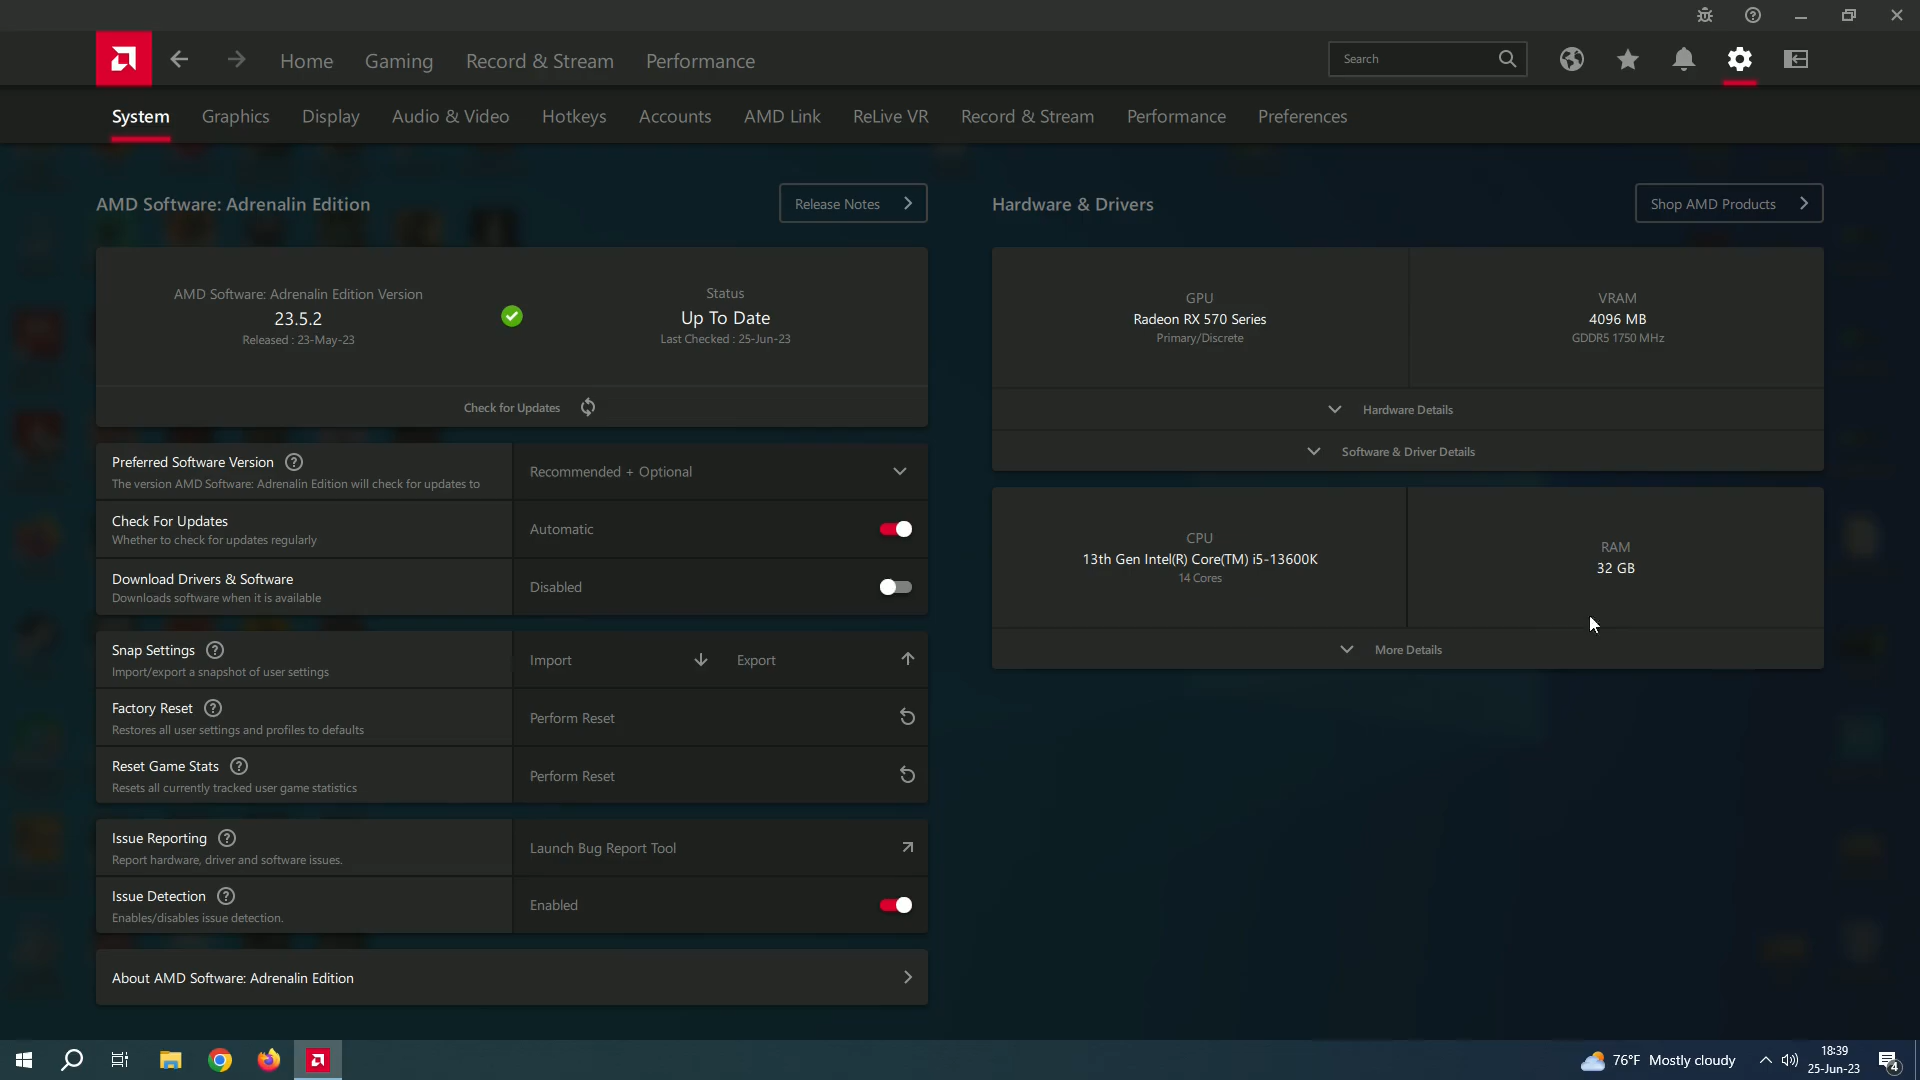 Home
Gaming
Record & Stream
Performance
Search
System
Graphics
Display
Audio & Video
Hotkeys
Accounts
AMD Link
ReLive VR
Record & Stream
Performance
Preferences
AMD Software: Adrenalin Edition
Release Notes
AMD Software: Adrenalin Edition Version
23.5.2
Released : 23-May-23
Status
Up To Date
Last Checked : 25-Jun-23
Check for Updates
Preferred Software Version
The version AMD Software: Adrenalin Edition will check for updates to
Recommended + Optional
Check For Updates
Whether to check for updates regularly
Automatic
Download Drivers & Software
Downloads software when it is available
Disabled
Snap Settings
Import/export a snapshot of user settings
Import
Export
Factory Reset
Restores all user settings and profiles to defaults
Perform Reset
Reset Game Stats
Resets all currently tracked user game statistics
Perform Reset
Issue Reporting
Report hardware, driver and software issues.
Launch Bug Report Tool
Issue Detection
Enables/disables issue detection.
Enabled
About AMD Software: Adrenalin Edition
Hardware & Drivers
Shop AMD Products
GPU
Radeon RX 570 Series
Primary/Discrete
VRAM
4096 MB
GDDR5 1750 MHz
Hardware Details
Software & Driver Details
CPU
13th Gen Intel(R) Core(TM) i5-13600K
14 Cores
RAM
32 GB
More Details
76°F Mostly cloudy
18:39
25-Jun-23
4